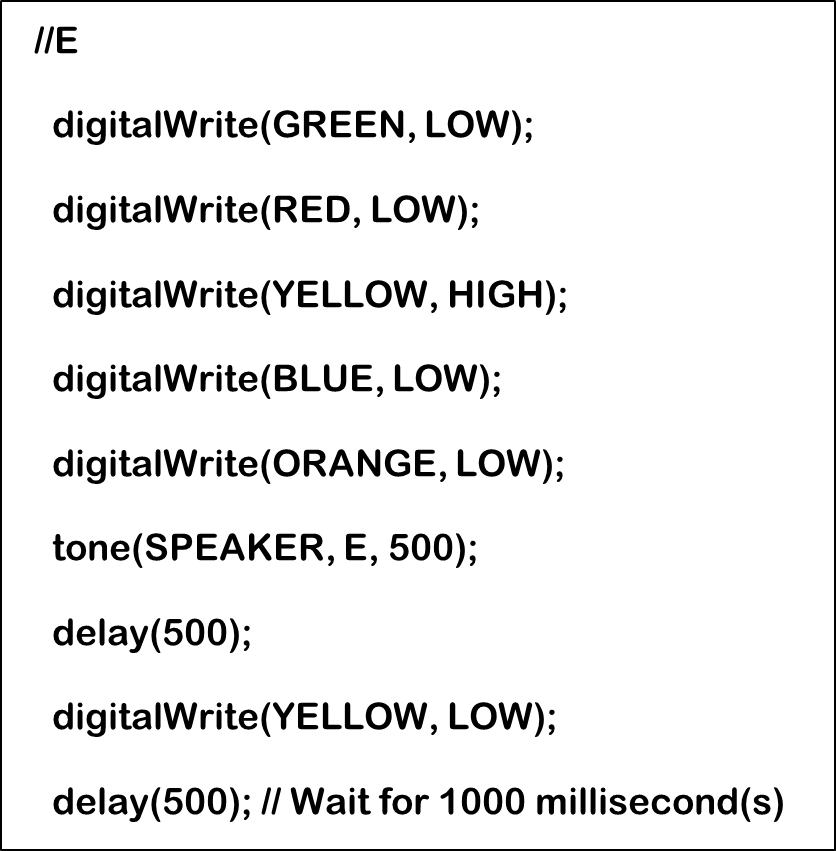 //E
digitalWrite(GREEN, LOW);
digitalWrite(RED, LOW);
digitalWrite(YELLOW, HIGH);
digitalWrite(BLUE, LOW);
digitalWrite(ORANGE, LOW);
tone(SPEAKER, E, 500);
delay(500);
digitalWrite(YELLOW, LOW);
delay(500); // Wait for 1000 millisecond(s)